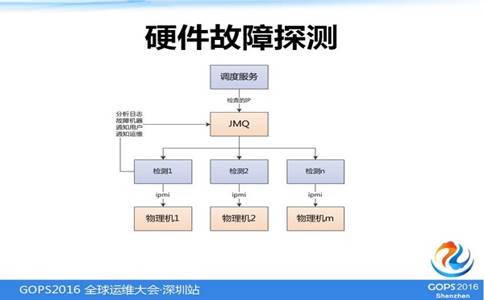 硬件故障探测
调度服务
检查的IP
分析日志
故障机器
通知用户
通知运维
JMQ
检测1
检测2
检测n
ipmi
ipmi
ipmi
物理机1
物理机2
物理机m
GOPS2016 全球运维大会·深圳站
GOPS2016
Shenzhen